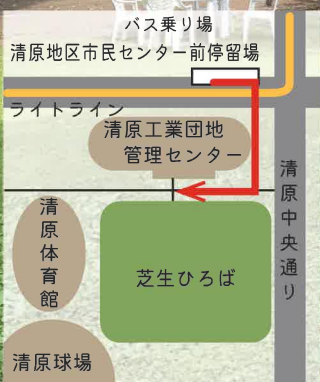 バス乗り場
清原地区市民センター前停留場
ライトライン
清原工業団地
管理センター
清原中央通り
清原体育館
芝生ひろば
清原球場